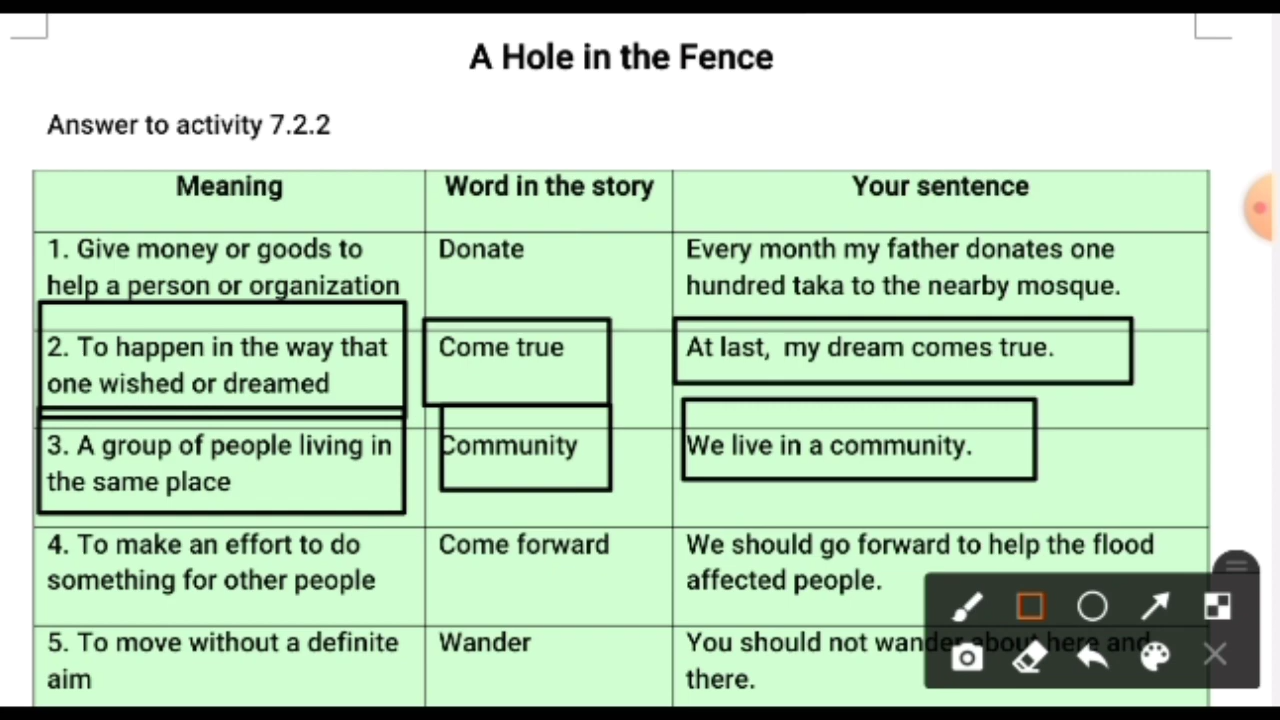 A Hole in the Fence
Answer to activity 7.2.2
Meaning
Word in the story
Your sentence
1. Give money or goods to
help a person or organization
Donate
Every month my father donates one
hundred taka to the nearby mosque.
2. To happen in the way that
one wished or dreamed
Come true
At last, my dream comes true.
3. A group of people living in
the same place
Community
We live in a community.
4. To make an effort to do
something for other people
Come forward
We should go forward to help the flood
affected people.
5. To move without a definite
aim
Wander
You should not wander about here and
there.